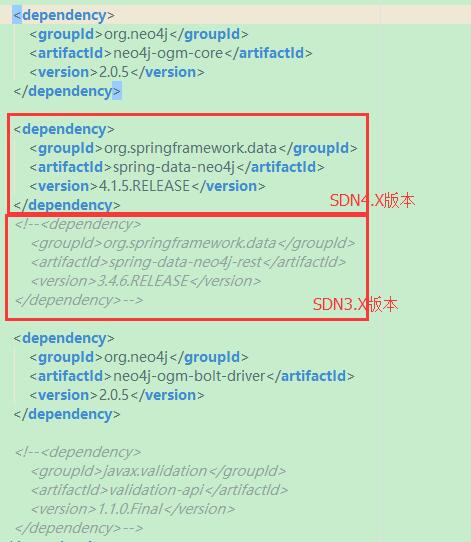 <dependency>
<groupId>org.neo4j</groupId>
<artifactId>neo4j-ogm-core</artifactId>
<version>2.0.5</version>
</dependency>
<dependency>
<groupId>org.springframework.data</groupId>
<artifactId>spring-data-neo4j</artifactId>
<version>4.1.5.RELEASE</version>
SDN4.X版本
</dependency>
<!--<dependency>
<groupId>org.springframework.data</groupId>
<artifactId>spring-data-neo4j-rest</artifactId>
<version>3.4.6.RELEASE</version>
</dependency>-->
SDN3.X版本
<dependency>
<groupId>org.neo4j</groupId>
<artifactId>neo4j-ogm-bolt-driver</artifactId>
<version>2.0.5</version>
</dependency>
<!--<dependency>
<groupId>javax.validation</groupId>
<artifactId>validation-api</artifactId>
<version>1.1.0.Final</version>
</dependency>-->